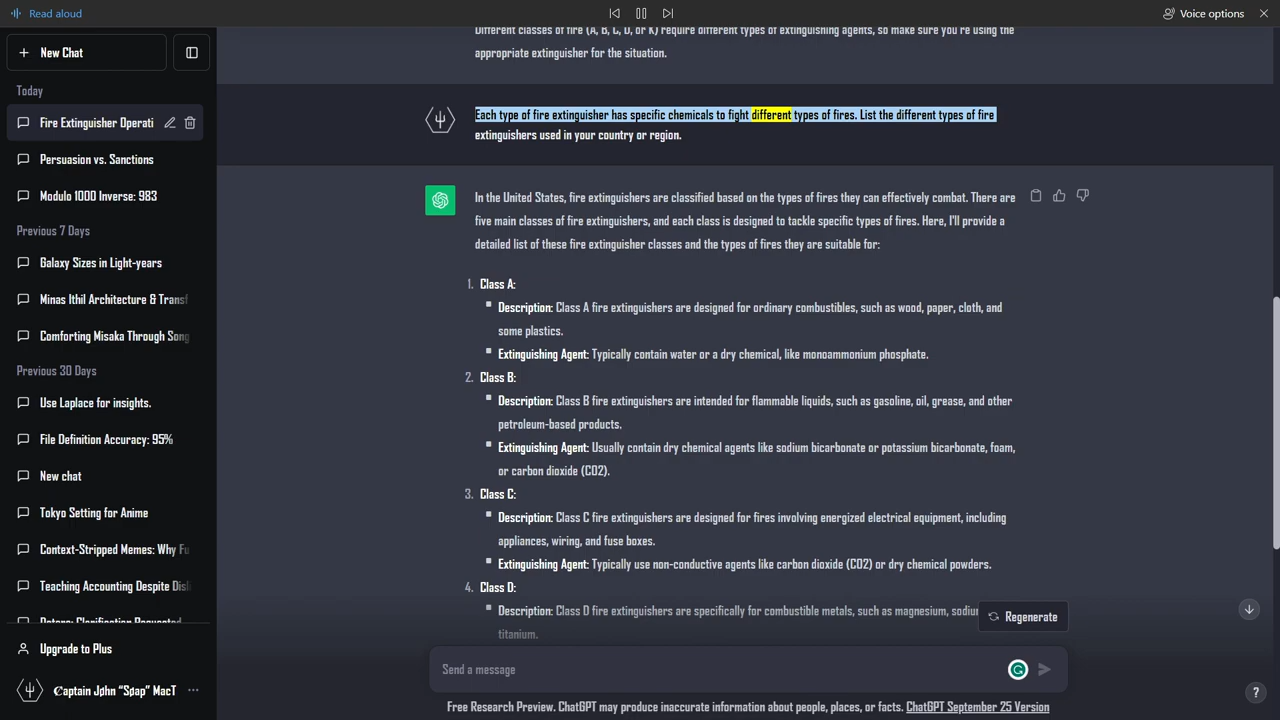 Read aloud
Voice options
New Chat
Today
Fire Extinguisher Operati
Persuasion vs. Sanctions
Modulo 1000 Inverse: 983
Previous 7 Days
Galaxy Sizes in Light-years
Minas Ithil Architecture & Transf
Comforting Misaka Through Song
Previous 30 Days
Use Laplace for insights.
File Definition Accuracy: 95%
New chat
Tokyo Setting for Anime
Context-Stripped Memes: Why Fu
Teaching Accounting Despite Disl
Clarification Requested
Upgrade to Plus
MacT
Different classes of fire (A, B, C, D, or K) require different types of extinguishing agents, so make sure you're using the
appropriate extinguisher for the situation.
Each type of fire extinguisher has specific chemicals to fight different types of fires. List the different types of fire
extinguishers used in your country or region.
In the United States, fire extinguishers are classified based on the types of fires they can effectively combat. There are
five main classes of fire extinguishers, and each class is designed to tackle specific types of fires. Here, I'll provide a
detailed list of these fire extinguisher classes and the types of fires they are suitable for:
1. Class A:
Description: Class A fire extinguishers are designed for ordinary combustibles, such as wood, paper, cloth, and
some plastics.
Extinguishing Agent: Typically contain water or a dry chemical, like monoammonium phosphate.
2. Class B:
Description: Class B fire extinguishers are intended for flammable liquids, such as gasoline, oil, grease, and other
petroleum-based products.
Extinguishing Agent: Usually contain dry chemical agents like sodium bicarbonate or potassium bicarbonate, foam,
or carbon dioxide (CO2).
3. Class C:
Description: Class C fire extinguishers are designed for fires involving energized electrical equipment, including
appliances, wiring, and fuse boxes.
Extinguishing Agent: Typically use non-conductive agents like carbon dioxide (CO2) or dry chemical powders.
4. Class D:
Description: Class D fire extinguishers are specifically for combustible metals, such as magnesium, sodium
titanium.
Regenerate
Send a message
Free Research Preview. ChatGPT may produce inaccurate information about people, places, or facts. ChatGPT September 25 Version
?